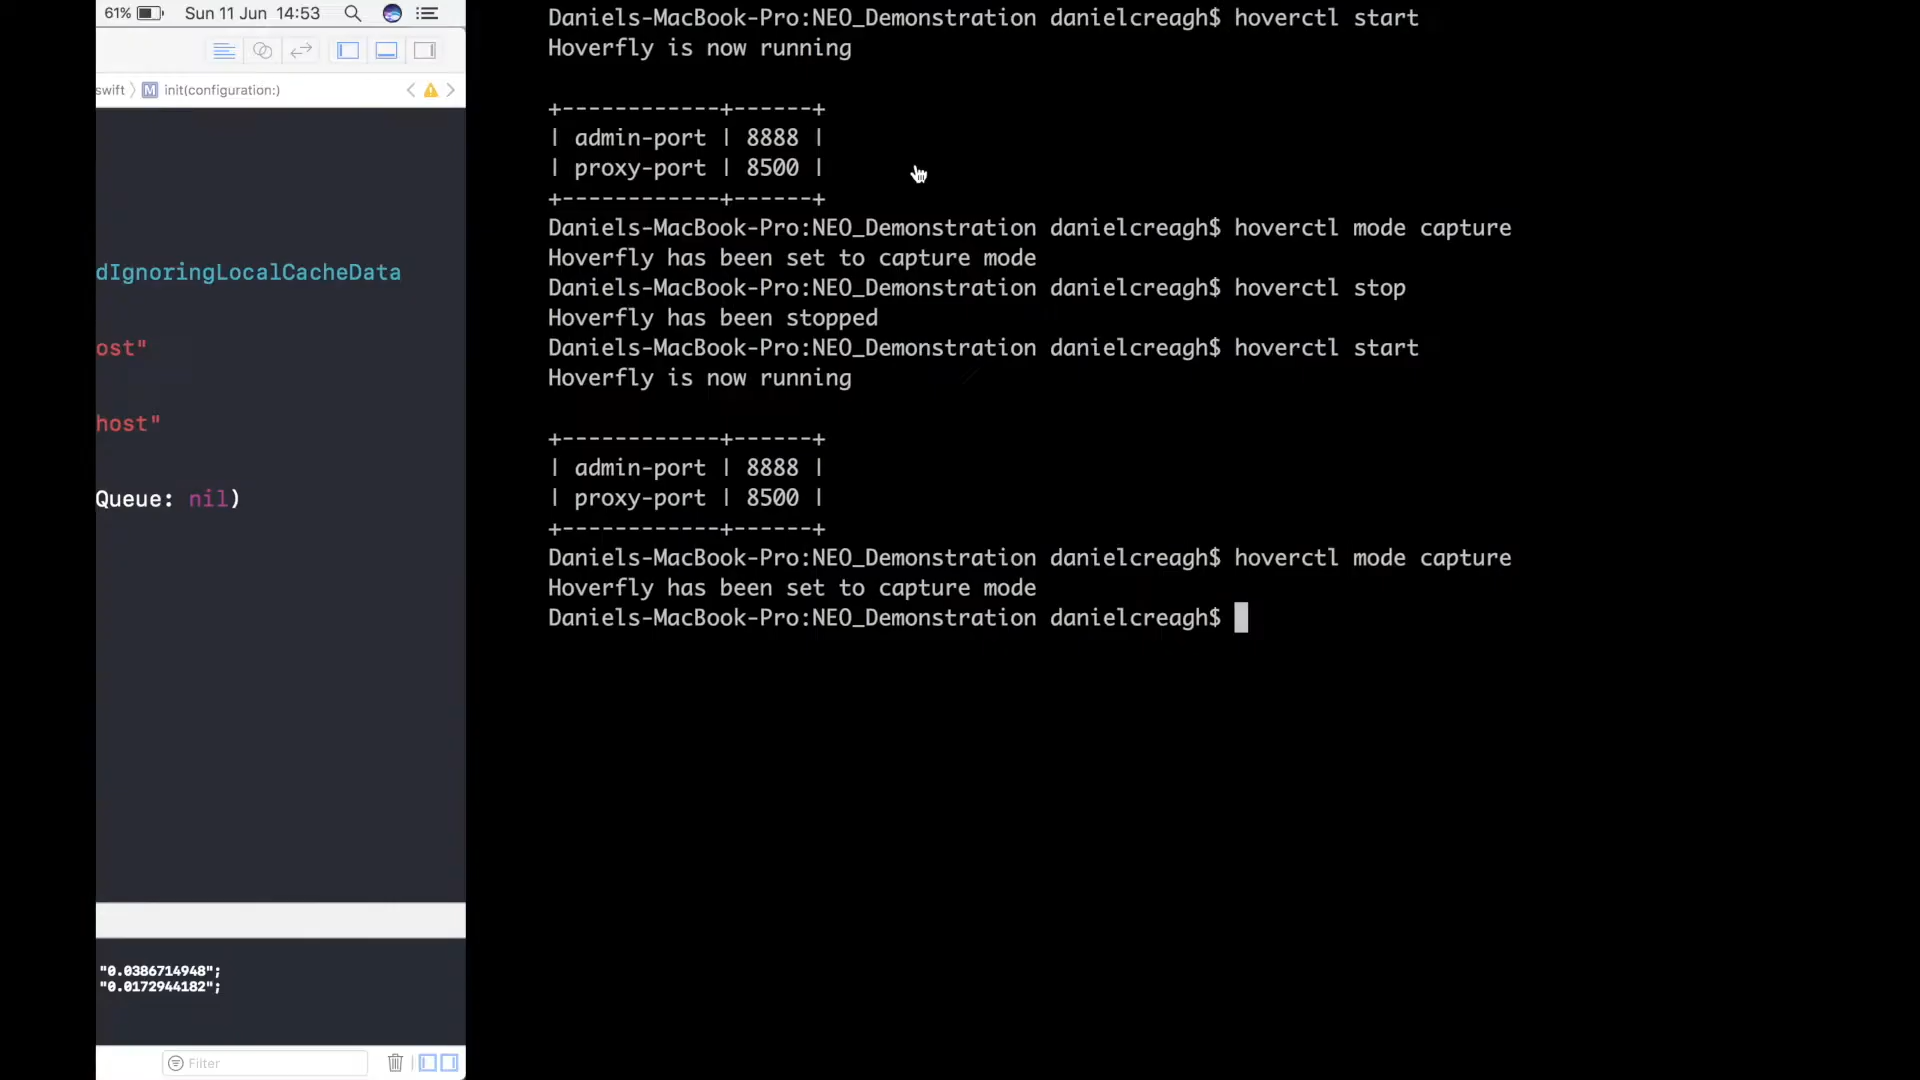 61% Sun 11 Jun 14:53
swift 〉 M init(configuration:)
dIgnoringLocalCacheData
ost"
host"
Queue: nil)
"0.0386714948";
"0.0172944182";
Filter
Daniels-MacBook-Pro:NEO_Demonstration danielcreagh$ hoverctl start
Hoverfly is now running
+------------+------+
| admin-port | 8888 |
| proxy-port | 8500 |
+------------+------+
Daniels-MacBook-Pro:NEO_Demonstration danielcreagh$ hoverctl mode capture
Hoverfly has been set to capture mode
Daniels-MacBook-Pro:NEO_Demonstration danielcreagh$ hoverctl stop
Hoverfly has been stopped
Daniels-MacBook-Pro:NEO_Demonstration danielcreagh$ hoverctl start
Hoverfly is now running
+------------+------+
| admin-port | 8888 |
| proxy-port | 8500 |
+------------+------+
Daniels-MacBook-Pro:NEO_Demonstration danielcreagh$ hoverctl mode capture
Hoverfly has been set to capture mode
Daniels-MacBook-Pro:NEO_Demonstration danielcreagh$